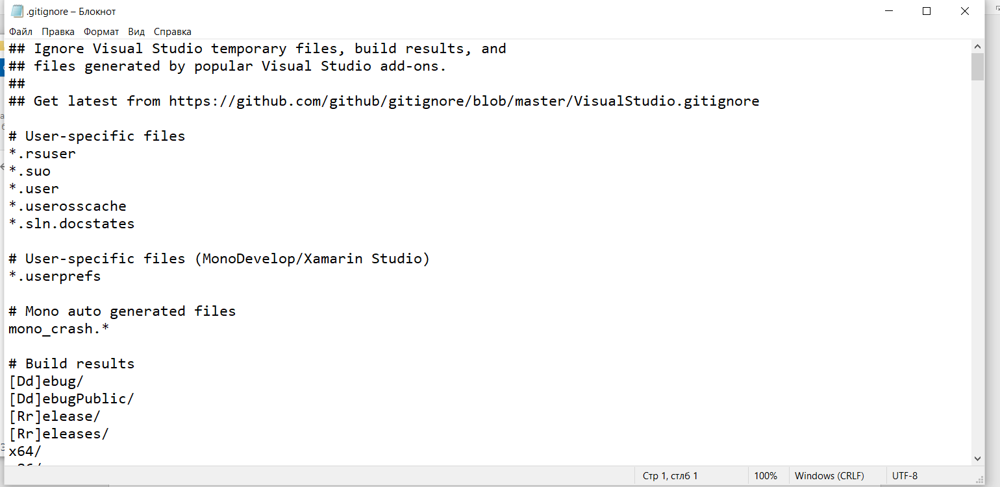 .gitignore – Блокнот
Файл Правка Формат Вид Справка
## Ignore Visual Studio temporary files, build results, and
## files generated by popular Visual Studio add-ons.
##
## Get latest from https://github.com/github/gitignore/blob/master/VisualStudio.gitignore
# User-specific files
*.rsuser
*.suo
*.user
*.userosscache
*.sln.docstates
# User-specific files (MonoDevelop/Xamarin Studio)
*.userprefs
# Mono auto generated files
mono_crash.*
# Build results
[Dd]ebug/
[Dd]ebugPublic/
[Rr]elease/
[Rr]eleases/
x64/
Стр 1, стлб 1 100% Windows (CRLF) UTF-8